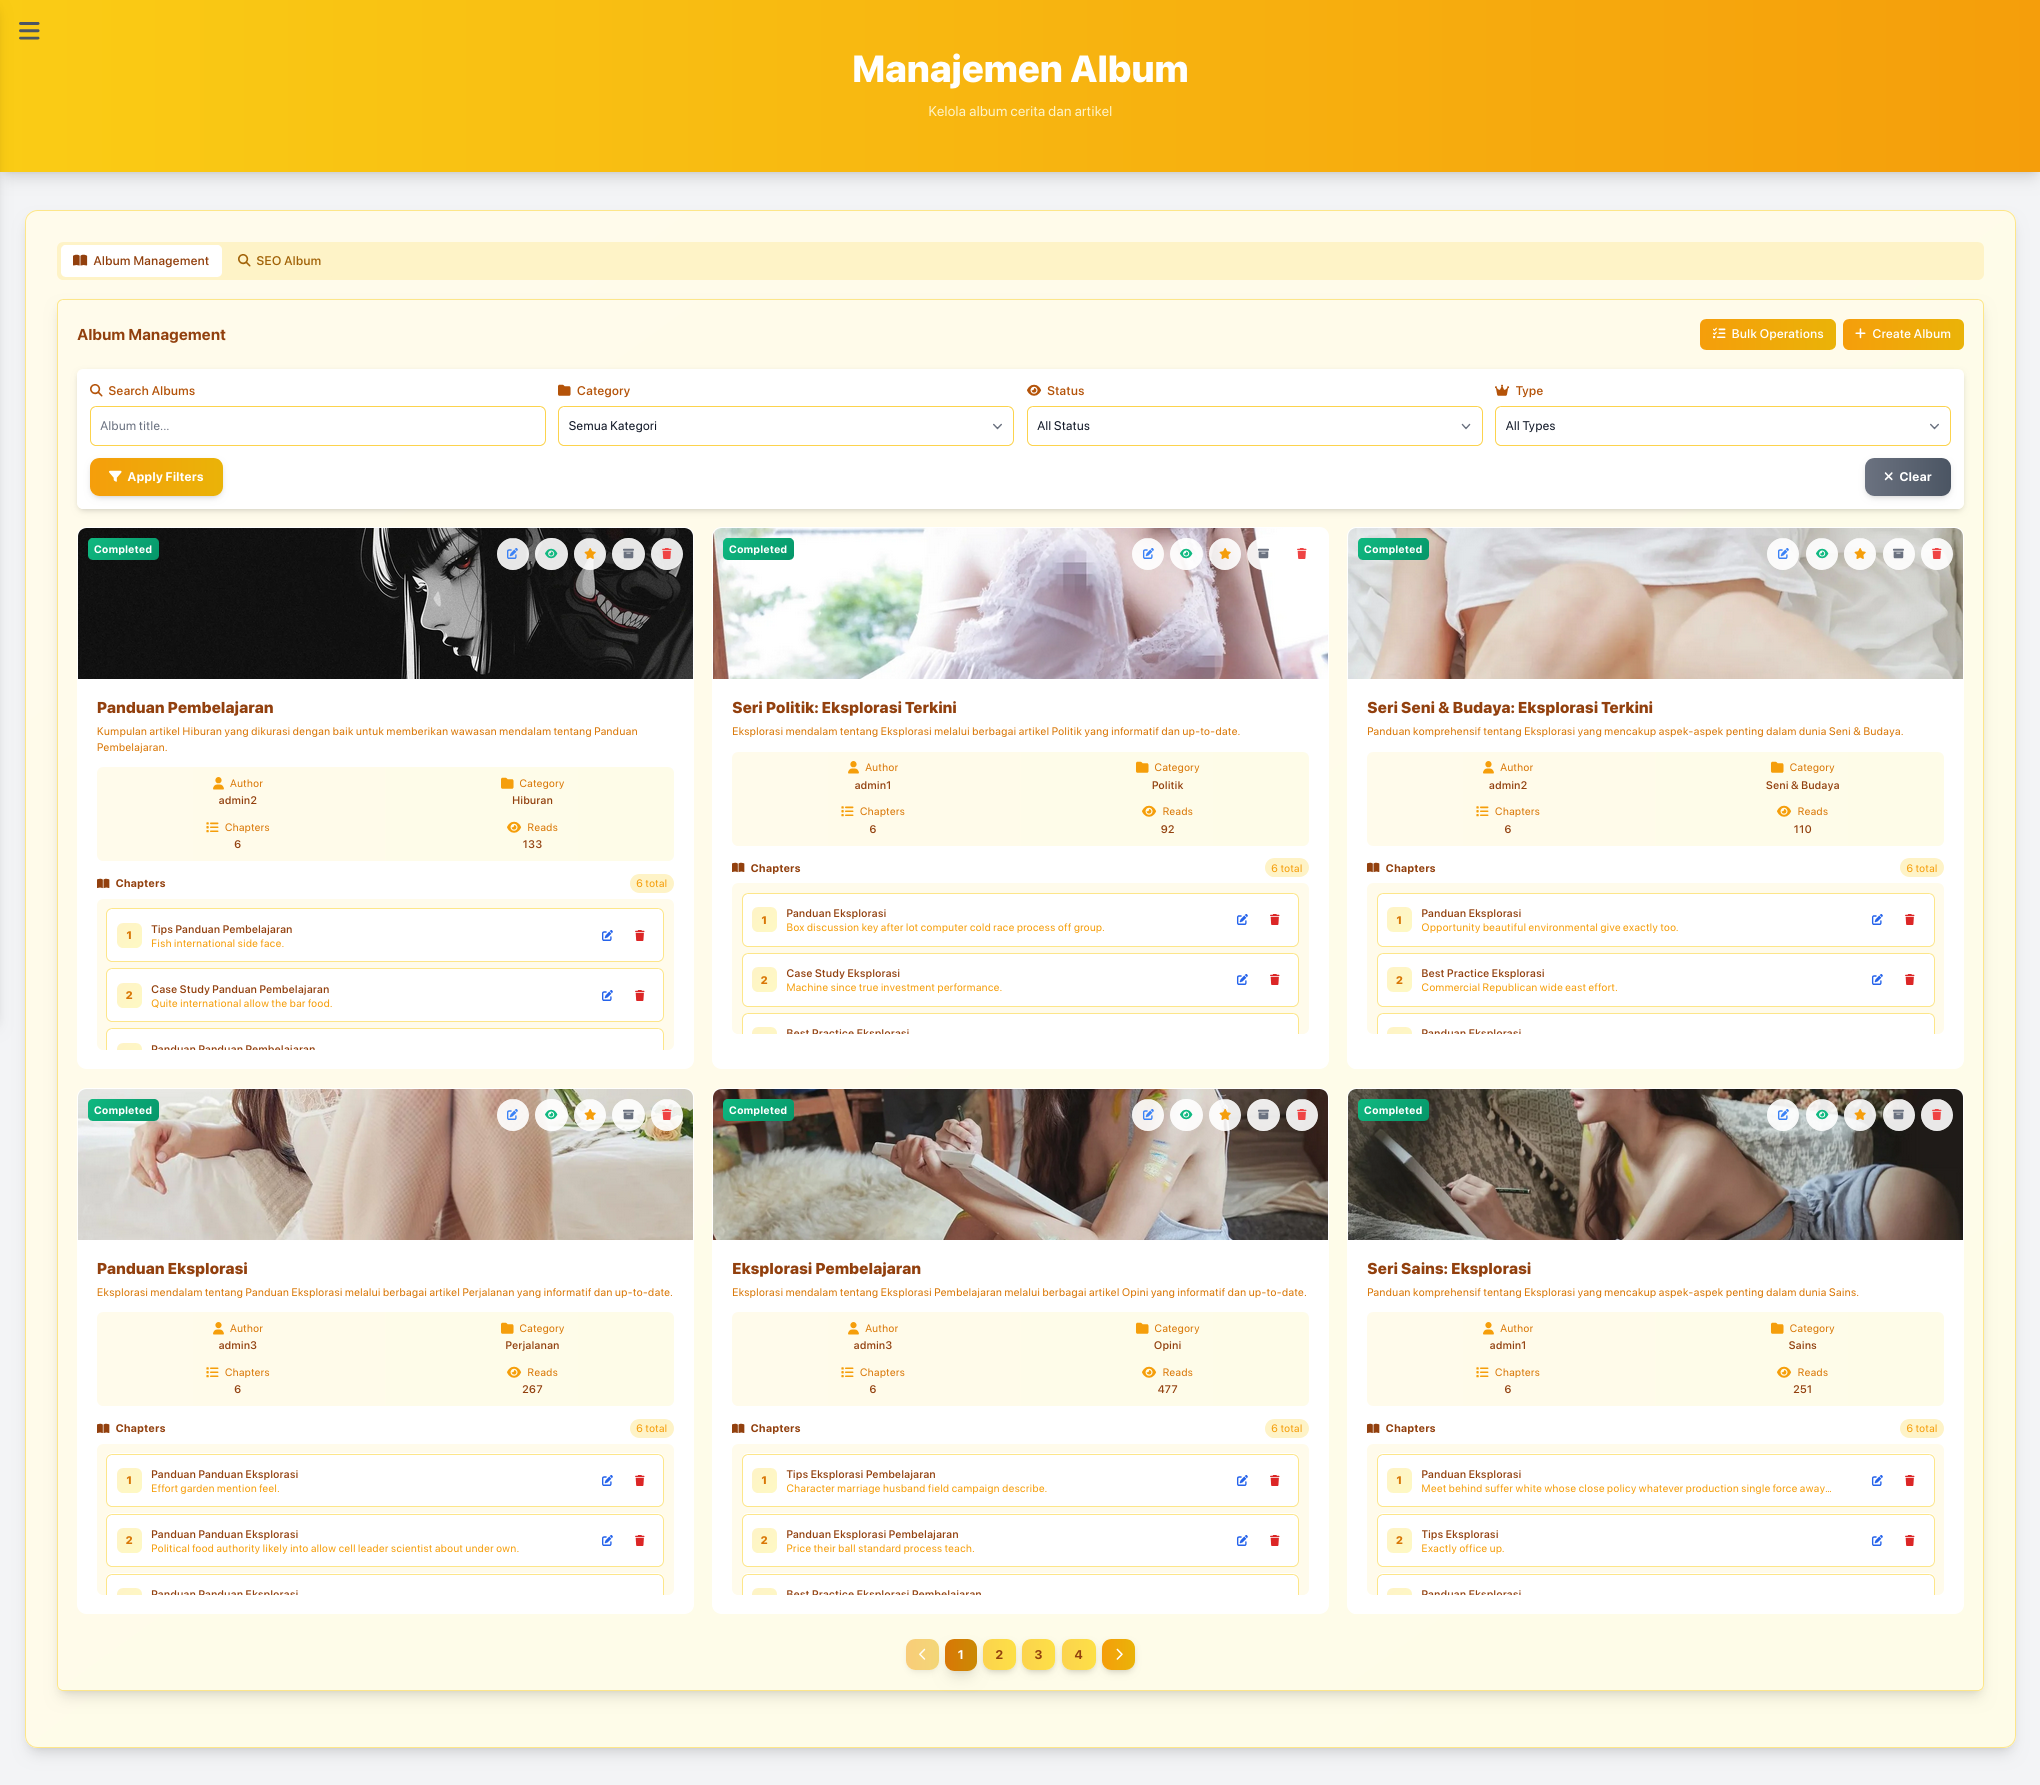 Manajemen Album
Kelola album cerita dan artikel
Album Management
SEO Album
Album Management
Bulk Operations
Create Album
Search Albums
Category
Status
Type
Album title...
Semua Kategori
All Status
All Types
Apply Filters
Clear
Completed
Panduan Pembelajaran
Kumpulan artikel Hiburan yang dikurasi dengan baik untuk memberikan wawasan mendalam tentang Panduan
Pembelajaran.
Author
admin2
Category
Hiburan
Chapters
6
Reads
133
Chapters
6 total
1
Tips Panduan Pembelajaran
Fish international side face.
2
Case Study Panduan Pembelajaran
Quite international allow the bar food.
Panduan Panduan Pembelajaran
Completed
Seri Politik: Eksplorasi Terkini
Eksplorasi mendalam tentang Eksplorasi melalui berbagai artikel Politik yang informatif dan up-to-date.
Author
admin1
Category
Politik
Chapters
6
Reads
92
Chapters
6 total
1
Panduan Eksplorasi
Box discussion key after lot computer cold race process off group.
2
Case Study Eksplorasi
Machine since true investment performance.
Best Practice Eksplorasi
Completed
Seri Seni & Budaya: Eksplorasi Terkini
Panduan komprehensif tentang Eksplorasi yang mencakup aspek-aspek penting dalam dunia Seni & Budaya.
Author
admin2
Category
Seni & Budaya
Chapters
6
Reads
110
Chapters
6 total
1
Panduan Eksplorasi
Opportunity beautiful environmental give exactly too.
2
Best Practice Eksplorasi
Commercial Republican wide east effort.
Panduan Eksplorasi
Completed
Panduan Eksplorasi
Eksplorasi mendalam tentang Panduan Eksplorasi melalui berbagai artikel Perjalanan yang informatif dan up-to-date.
Author
admin3
Category
Perjalanan
Chapters
6
Reads
267
Chapters
6 total
1
Panduan Panduan Eksplorasi
Effort garden mention feel.
2
Panduan Panduan Eksplorasi
Political food authority likely into allow cell leader scientist about under own.
Panduan Panduan Eksplorasi
Completed
Eksplorasi Pembelajaran
Eksplorasi mendalam tentang Eksplorasi Pembelajaran melalui berbagai artikel Opini yang informatif dan up-to-date.
Author
admin3
Category
Opini
Chapters
6
Reads
477
Chapters
6 total
1
Tips Eksplorasi Pembelajaran
Character marriage husband field campaign describe.
2
Panduan Eksplorasi Pembelajaran
Price their ball standard process teach.
Best Practice Eksplorasi Pembelajaran
Completed
Seri Sains: Eksplorasi
Panduan komprehensif tentang Eksplorasi yang mencakup aspek-aspek penting dalam dunia Sains.
Author
admin1
Category
Sains
Chapters
6
Reads
251
Chapters
6 total
1
Panduan Eksplorasi
Meet behind suffer white whose close policy whatever production single force away...
2
Tips Eksplorasi
Exactly office up.
Panduan Eksplorasi
1
2
3
4